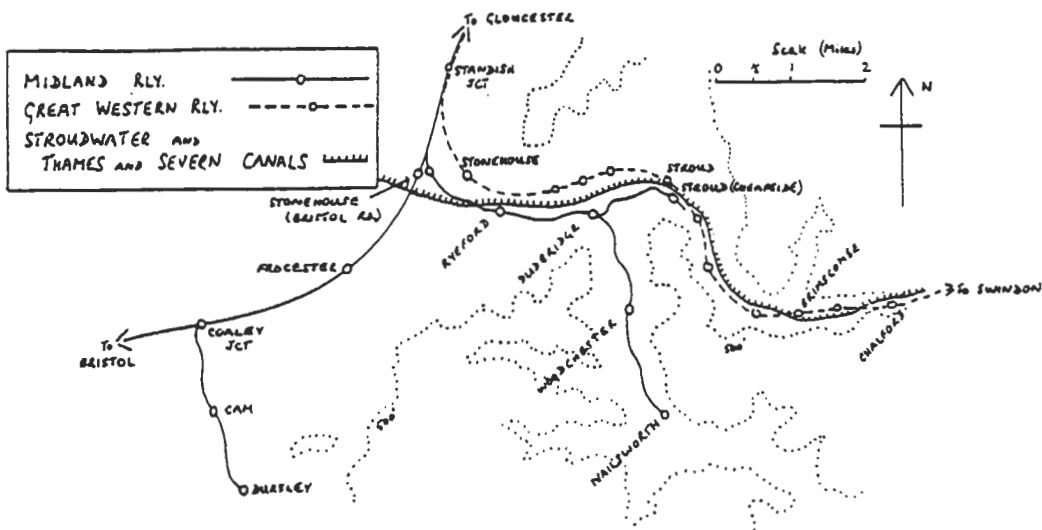 MIDLAND RLY.
GREAT WESTERN RLY.
STROUDWATER AND
THAMES AND SEVERN CANALS
To GLOUCESTER
STANDISH
JCT
Scale (Miles)
0 ½ 1 2
N
STONEHOUSE
STROUD
STROUD (CHEAPSIDE)
STONEHOUSE
(BRISTOL RD.)
RYEFORD
DUDBRIDGE
FROCESTER
BRIMSCOMBE
To SWINDON
CHALFORD
COALEY
JCT
To
BRISTOL
WOODCHESTER
500
CAM
500
NAILSWORTH
DURSLEY